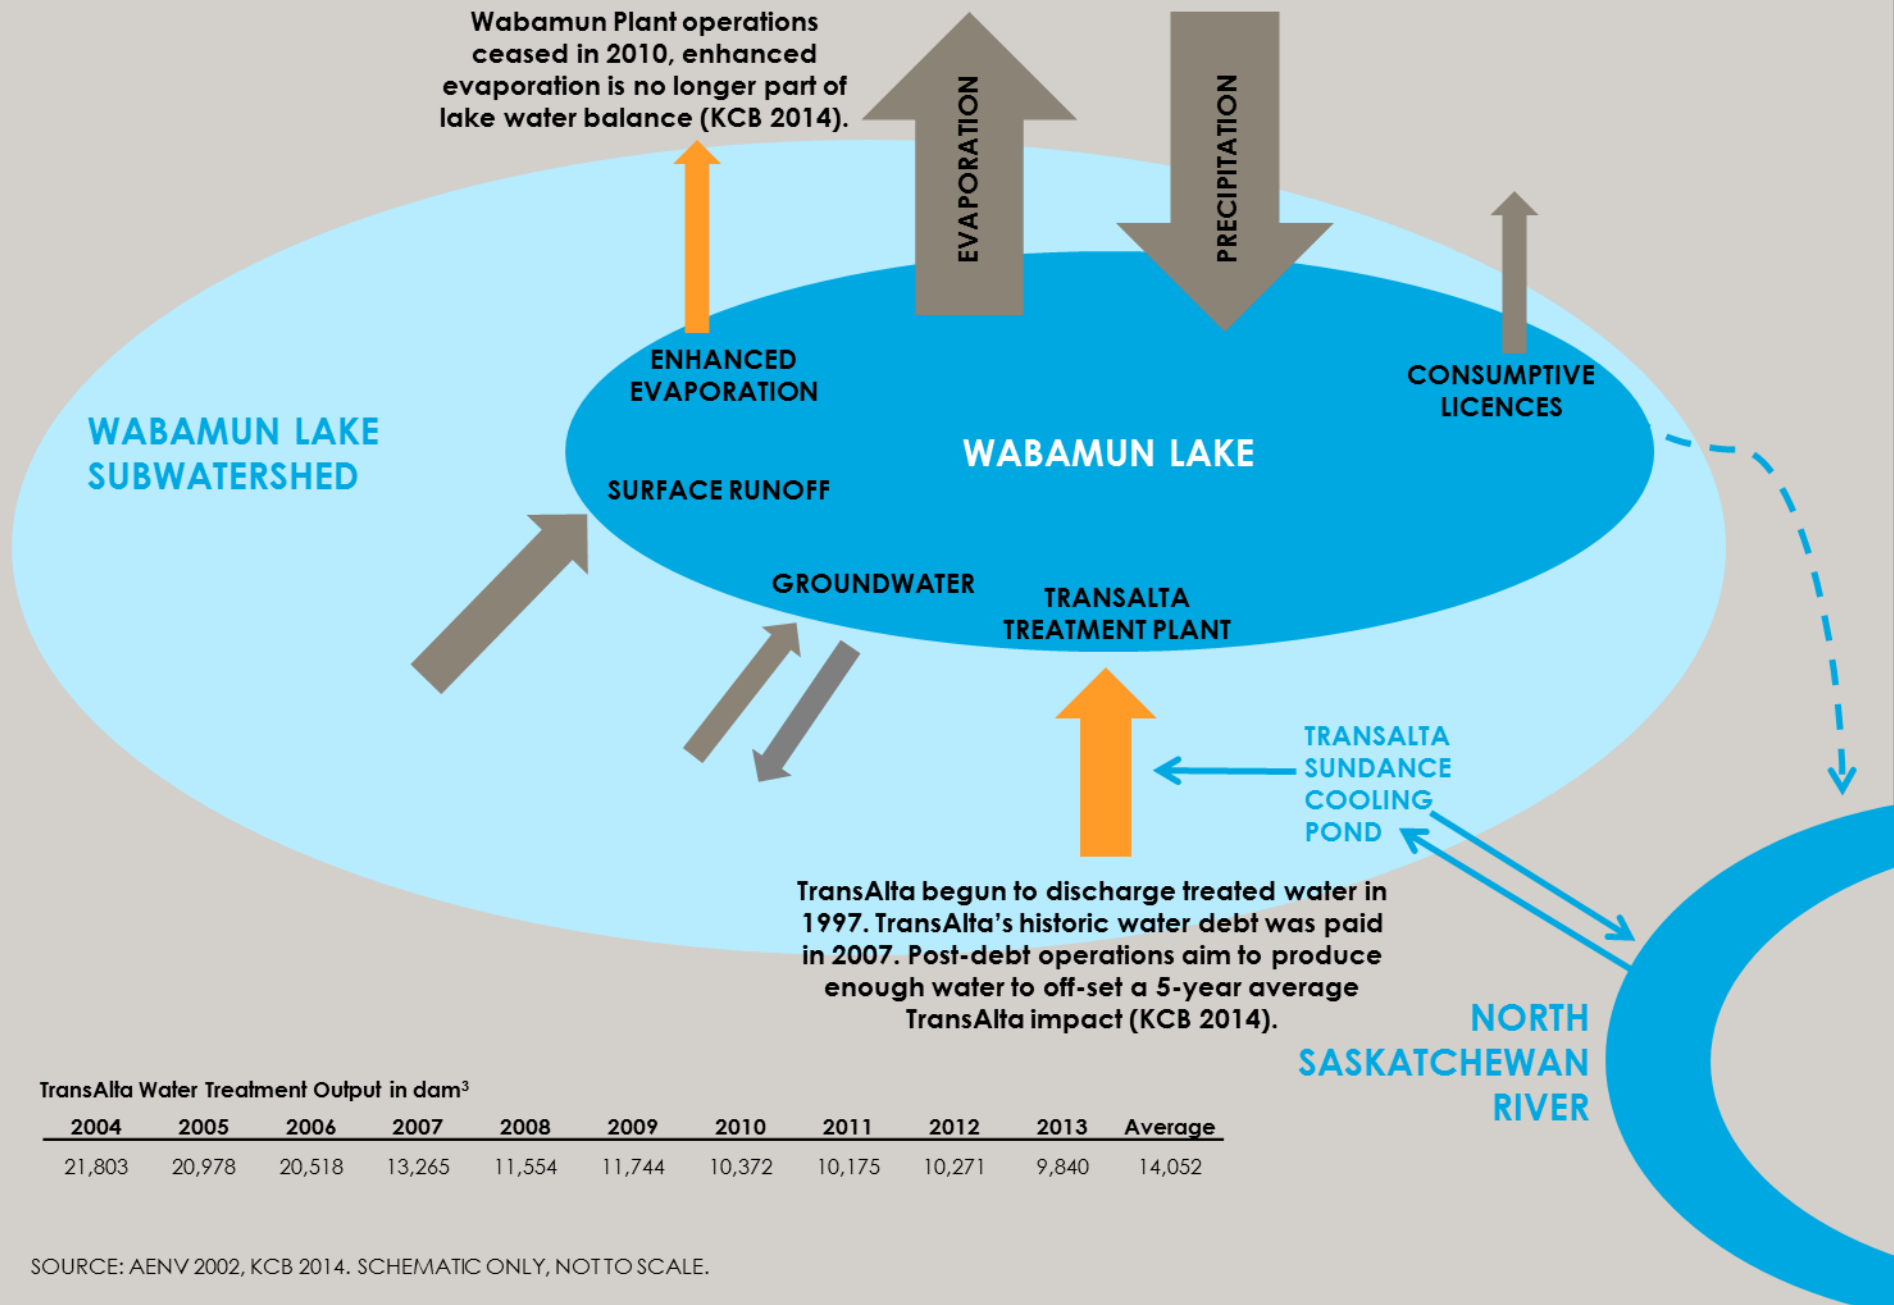 Wabamun Plant operations
ceased in 2010, enhanced
evaporation is no longer part of
lake water balance (KCB 2014).
EVAPORATION
PRECIPITATION
ENHANCED
EVAPORATION
CONSUMPTIVE
LICENCES
WABAMUN LAKE
SUBWATERSHED
WABAMUN LAKE
SURFACE RUNOFF
GROUNDWATER
TRANSALTA
TREATMENT PLANT
TRANSALTA
SUNDANCE
COOLING
POND
TransAlta begun to discharge treated water in
1997. TransAlta's historic water debt was paid
in 2007. Post-debt operations aim to produce
enough water to off-set a 5-year average
TransAlta impact (KCB 2014).
NORTH
SASKATCHEWAN
RIVER
TransAlta Water Treatment Output in dam³
2004 2005 2006 2007 2008 2009 2010 2011 2012 2013 Average
21,803 20,978 20,518 13,265 11,554 11,744 10,372 10,175 10,271 9,840 14,052
SOURCE: AENV 2002, KCB 2014. SCHEMATIC ONLY, NOT TO SCALE.